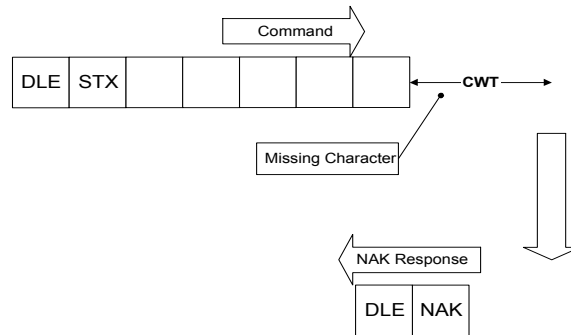 Command
DLE STX
CWT
Missing Character
NAK Response
DLE NAK